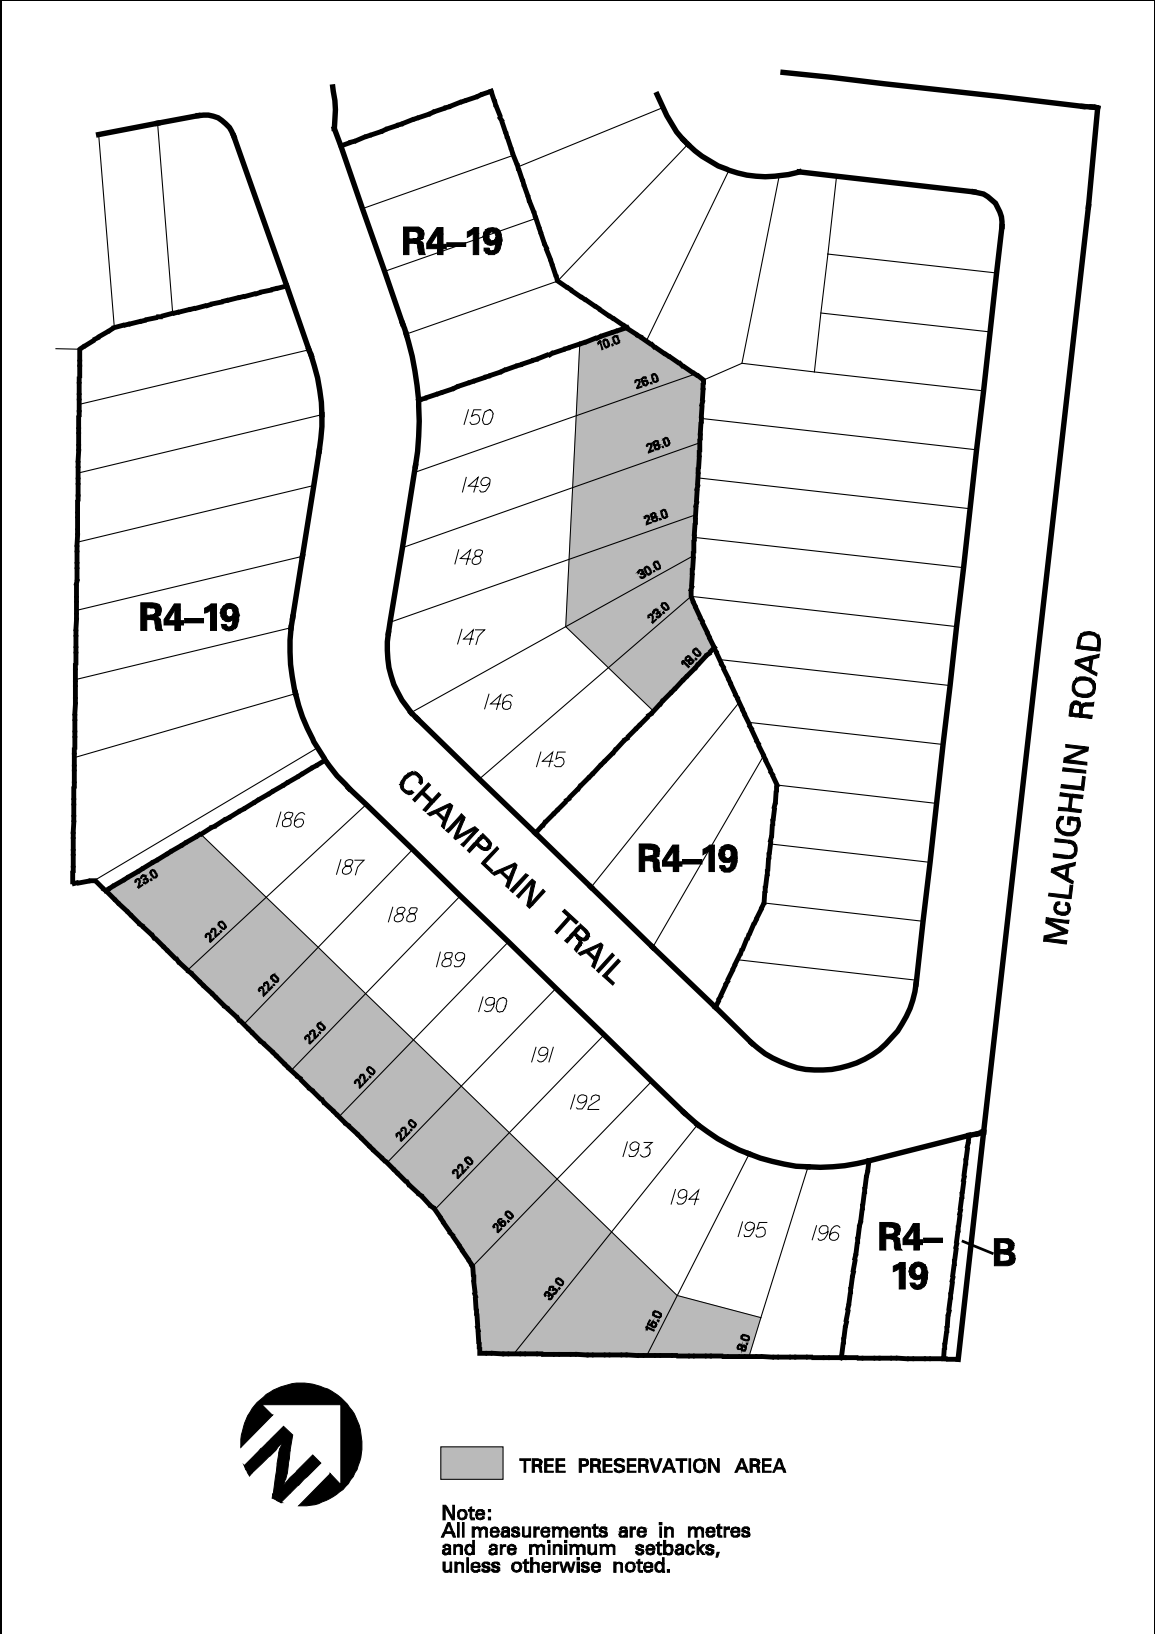 R4–19
10.0
26.0
150
28.0
149
28.0
148
30.0
R4–19
23.0
147
18.0
146
145
CHAMPLAIN TRAIL
McLAUGHLIN ROAD
186
R4–19
187
23.0
188
22.0
189
22.0
190
22.0
191
22.0
192
22.0
193
22.0
194
26.0
195
196
R4–
19
B
33.0
15.0
8.0
N
TREE PRESERVATION AREA
Note:
All measurements are in metres
and are minimum setbacks,
unless otherwise noted.